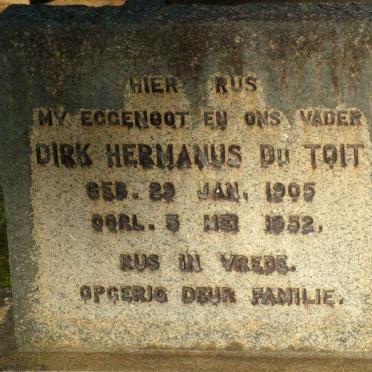 HIER RUS
MY EGGENOOT EN ONS VADER
DIRK HERMANUS DU TOIT
GEB. 29 JAN. 1905
OORL. 5 MEI 1952.
RUS IN VREDE.
OPGERIG DEUR FAMILIE.